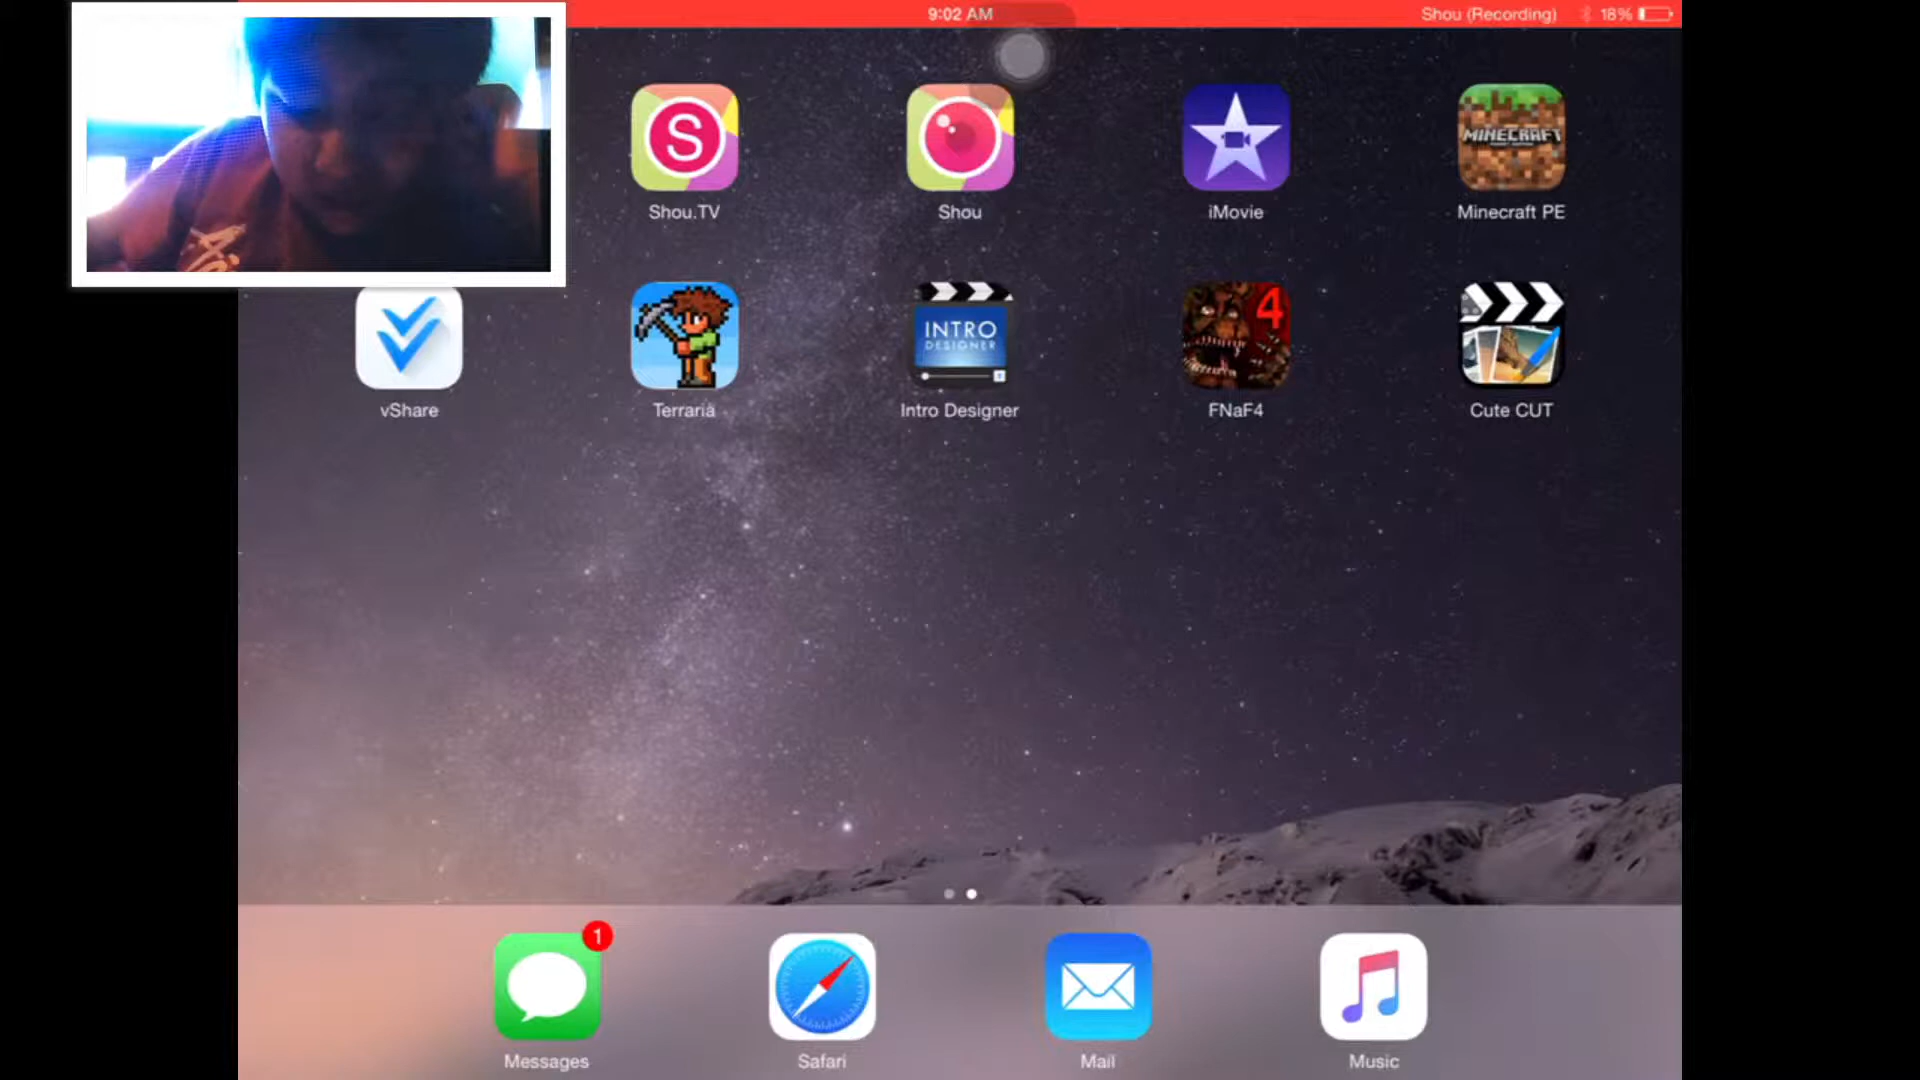 9:02 AM
Shou (Recording)
18%
S
MINECRAFT
Shou.TV
Shou
iMovie
Minecraft PE
INTRO
DESIGNER
4
vShare
Terraria
Intro Designer
FNaF4
Cute CUT
1
Messages
Safari
Mail
Music